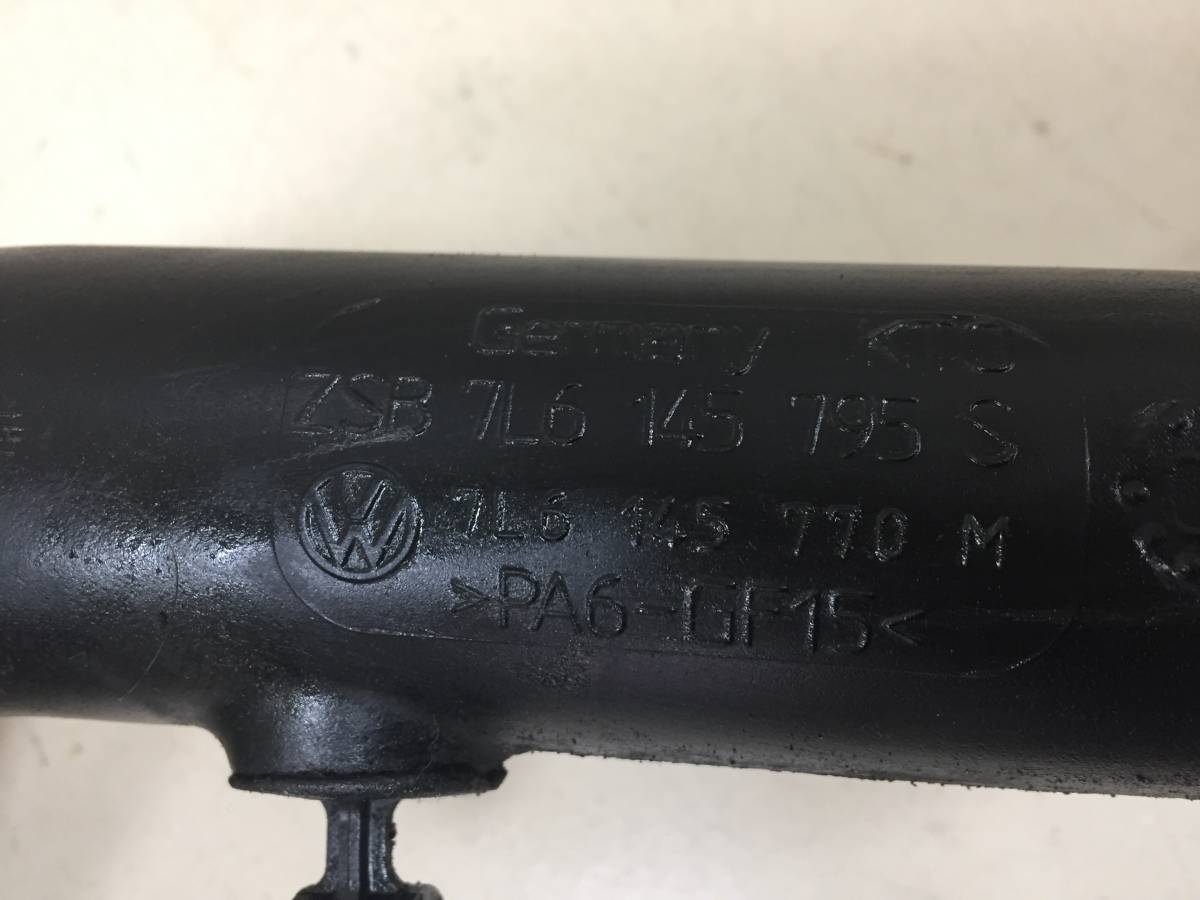 Germany
ZSB 7L6 145 795 S
7L6 145 770 M
>PA6-GF15<